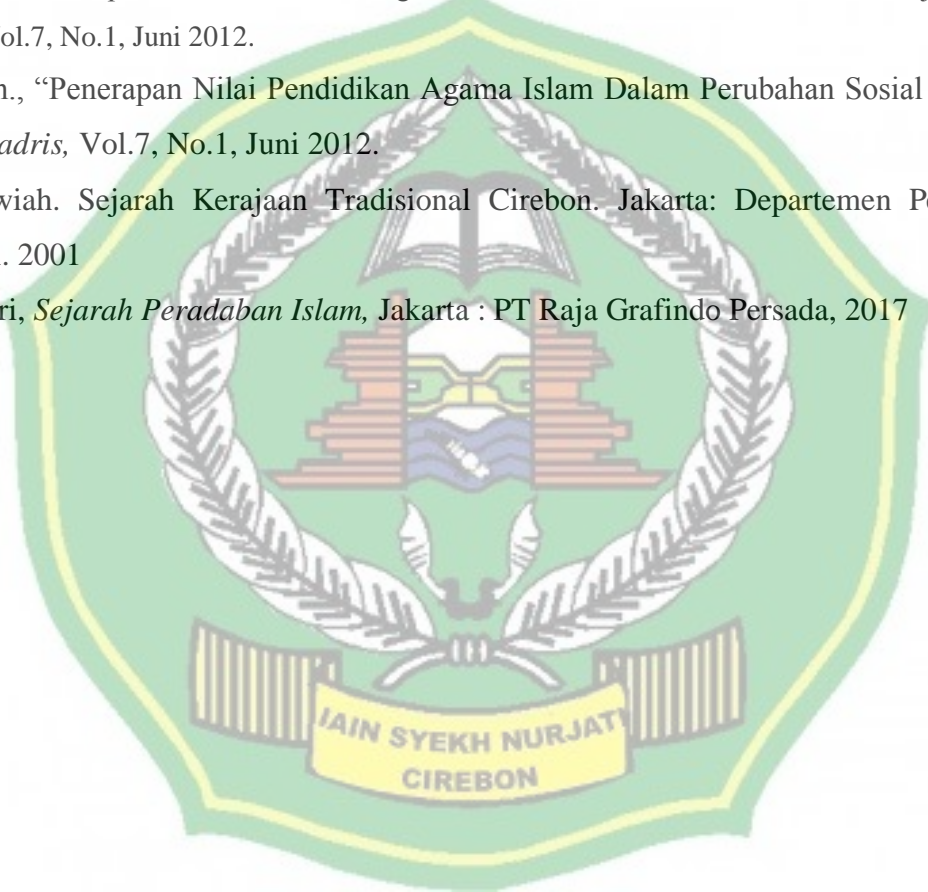 ol.7, No.1, Juni 2012.
n., “Penerapan Nilai Pendidikan Agama Islam Dalam Perubahan Sosial
adris, Vol.7, No.1, Juni 2012.
wiah. Sejarah Kerajaan Tradisional Cirebon. Jakarta: Departemen
. 2001
ri, Sejarah Peradaban Islam, Jakarta : PT Raja Grafindo Persada, 2017
IAIN SYEKH NURJATI
CIREBON